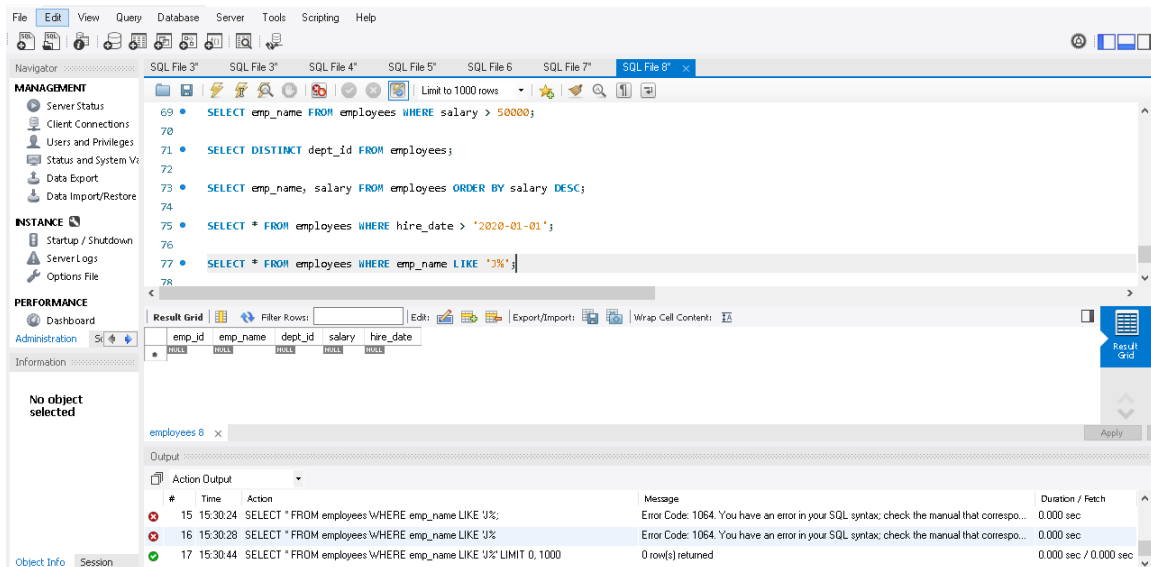 File Edit View Query Database Server Tools Scripting Help
Navigator
SQL File 3* SQL File 3* SQL File 4* SQL File 5* SQL File 6 SQL File 7* SQL File 8*
MANAGEMENT
Server Status
Client Connections
Users and Privileges
Status and System Va
Data Export
Data Import/Restore
INSTANCE
Startup / Shutdown
Server Logs
Options File
PERFORMANCE
Dashboard
Administration Sc
Information
No object
selected
Object Info Session
Limit to 1000 rows
69 SELECT emp_name FROM employees WHERE salary > 50000;
70
71 SELECT DISTINCT dept_id FROM employees;
72
73 SELECT emp_name, salary FROM employees ORDER BY salary DESC;
74
75 SELECT * FROM employees WHERE hire_date > '2020-01-01';
76
77 SELECT * FROM employees WHERE emp_name LIKE 'J%';
78
Result Grid Filter Rows: Edit: Export/Import: Wrap Cell Content:
emp_id emp_name dept_id salary hire_date
NULL NULL NULL NULL NULL
Result
Grid
employees 8
Apply
Output
Action Output
# Time Action Message Duration / Fetch
15 15:30:24 SELECT * FROM employees WHERE emp_name LIKE 'J%; Error Code: 1064. You have an error in your SQL syntax; check the manual that correspo... 0.000 sec
16 15:30:28 SELECT * FROM employees WHERE emp_name LIKE 'J% Error Code: 1064. You have an error in your SQL syntax; check the manual that correspo... 0.000 sec
17 15:30:44 SELECT * FROM employees WHERE emp_name LIKE 'J%' LIMIT 0, 1000 0 row(s) returned 0.000 sec / 0.000 sec